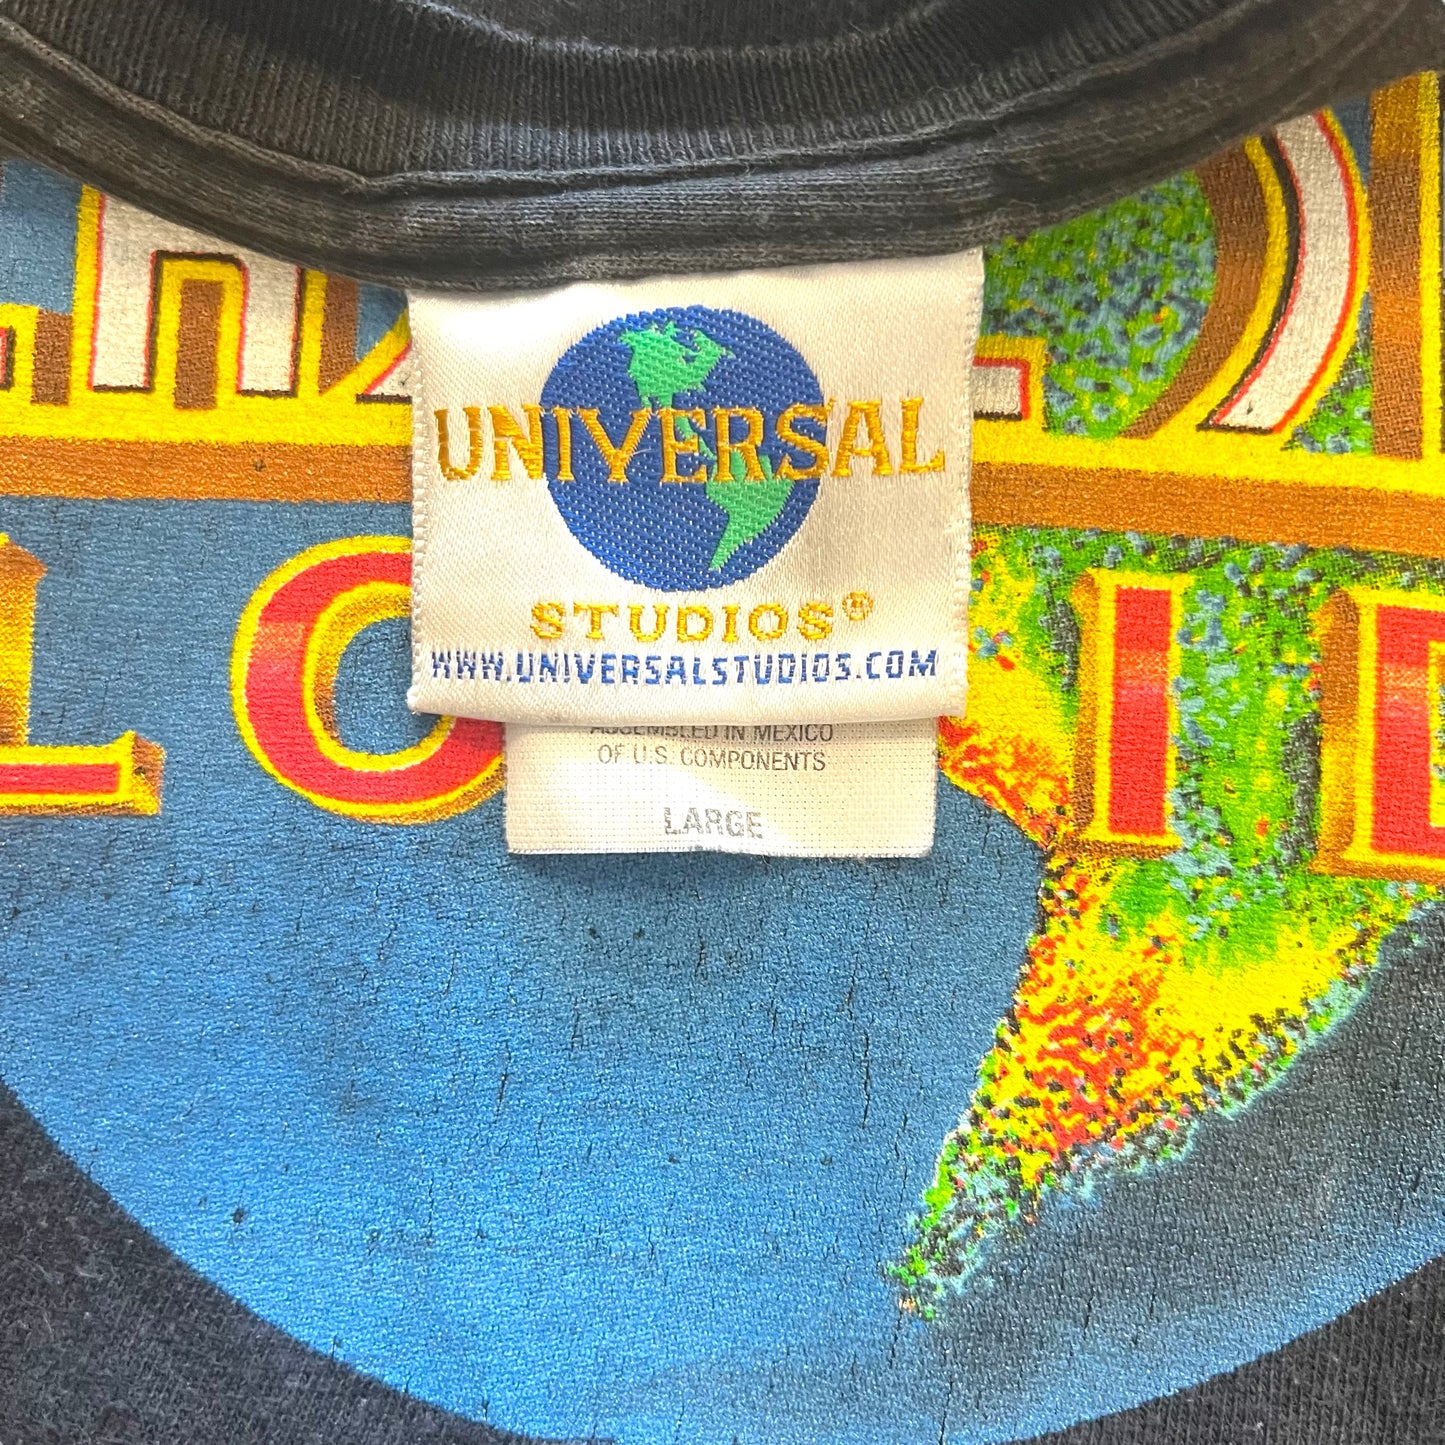 UNIVERSAL
STUDIOS®
WWW.UNIVERSALSTUDIOS.COM
ASSEMBLED IN MEXICO
OF U.S. COMPONENTS
LARGE